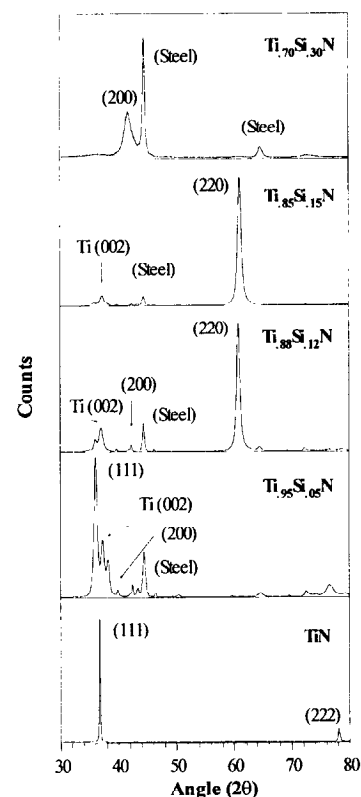 Ti.70Si.30N
(Steel)
(200)
(Steel)
Ti.85Si.15N
(220)
Ti (002)
(Steel)
Ti.88Si.12N
(220)
(200)
Ti (002)
(Steel)
Ti.95Si.05N
(111)
Ti (002)
(200)
(Steel)
TiN
(111)
(222)
30 40 50 60 70 80
Angle (2θ)
Counts